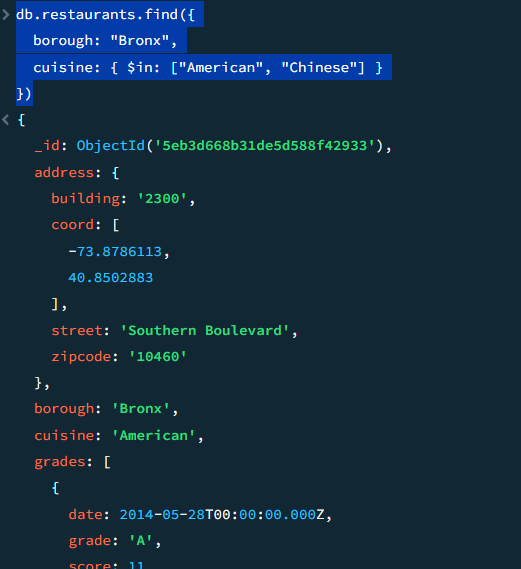 db.restaurants.find({
borough: "Bronx",
cuisine: { $in: ["American", "Chinese"] }
})
{
_id: ObjectId('5eb3d668b31de5d588f42933'),
address: {
building: '2300',
coord: [
-73.8786113,
40.8502883
],
street: 'Southern Boulevard',
zipcode: '10460'
},
borough: 'Bronx',
cuisine: 'American',
grades: [
{
date: 2014-05-28T00:00:00.000Z,
grade: 'A',
score: 11